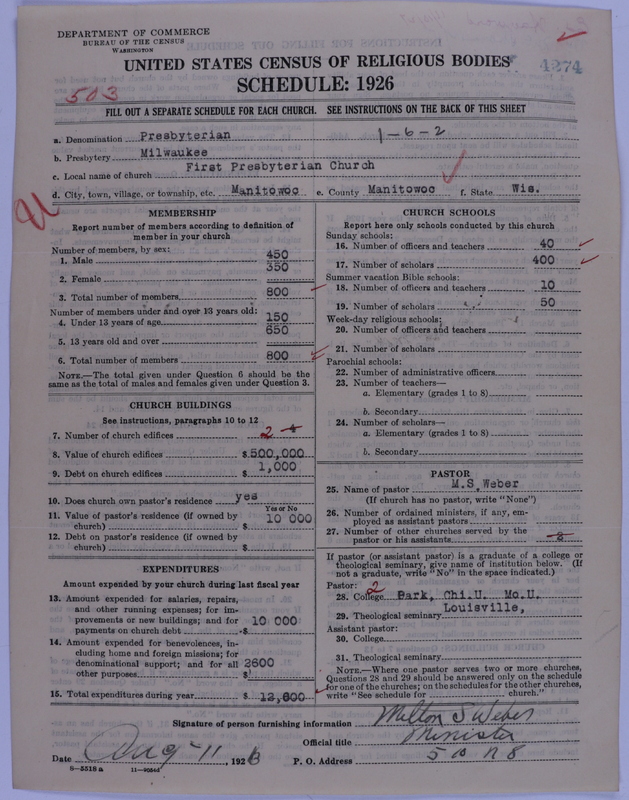 DEPARTMENT OF COMMERCE
BUREAU OF THE CENSUS
WASHINGTON
UNITED STATES CENSUS OF RELIGIOUS BODIES
4274
SCHEDULE: 1926
503
FILL OUT A SEPARATE SCHEDULE FOR EACH CHURCH. SEE INSTRUCTIONS ON THE BACK OF THIS SHEET
a. Denomination Presbyterian 1-6-2
b. Presbytery Milwaukee
c. Local name of church First Presbyterian Church
d. City, town, village, or township, etc. Manitowoc e. County Manitowoc f. State Wis.
MEMBERSHIP
Report number of members according to definition of
member in your church
Number of members, by sex:
1. Male 450
2. Female 350
3. Total number of members 800
Number of members under and over 13 years old:
4. Under 13 years of age 150
5. 13 years old and over 650
6. Total number of members 800
NOTE.—The total given under Question 6 should be the
same as the total of males and females given under Question 3.
CHURCH BUILDINGS
See instructions, paragraphs 10 to 12
7. Number of church edifices 2
8. Value of church edifices $ 500,000
9. Debt on church edifices $ 1,000
10. Does church own pastor's residence yes
Yes or No
11. Value of pastor's residence (if owned by
church) $ 10 000
12. Debt on pastor's residence (if owned by
church) $
EXPENDITURES
Amount expended by your church during last fiscal year
13. Amount expended for salaries, repairs,
and other running expenses; for im-
provements or new buildings; and for
payments on church debt $ 10 000
14. Amount expended for benevolences, in-
cluding home and foreign missions; for
denominational support; and for all
other purposes $ 2600
15. Total expenditures during year $ 12,600
CHURCH SCHOOLS
Report here only schools conducted by this church
Sunday schools:
16. Number of officers and teachers 40
17. Number of scholars 400
Summer vacation Bible schools:
18. Number of officers and teachers 10
19. Number of scholars 50
Week-day religious schools:
20. Number of officers and teachers
21. Number of scholars
Parochial schools:
22. Number of administrative officers
23. Number of teachers—
a. Elementary (grades 1 to 8)
b. Secondary
24. Number of scholars—
a. Elementary (grades 1 to 8)
b. Secondary
PASTOR
25. Name of pastor M.S. Weber
(If church has no pastor, write "None")
26. Number of ordained ministers, if any, em-
ployed as assistant pastors
27. Number of other churches served by the
pastor or his assistants
If pastor (or assistant pastor) is a graduate of a college or
theological seminary, give name of institution below. (If
not a graduate, write "No" in the space indicated.)
Pastor: 2
28. College Park, Chi.U. Mo.U.
29. Theological seminary Louisville,
Assistant pastor:
30. College
31. Theological seminary
NOTE.—Where one pastor serves two or more churches,
Questions 28 and 29 should be answered only on the schedule
for one of the churches; on the schedules for the other churches,
write "See schedule for church."
Signature of person furnishing information Milton S Weber
Official title Minister
Date Aug 11, 1926 P. O. Address 50 N 8
8—5518 a